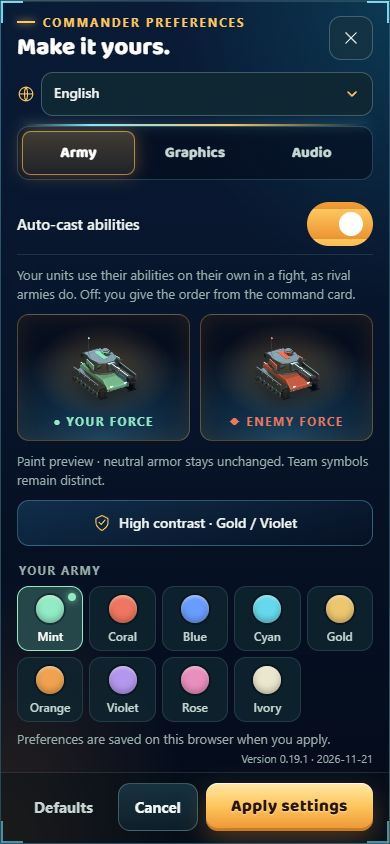 COMMANDER PREFERENCES
Make it yours.
English
Army Graphics Audio
Auto-cast abilities
Your units use their abilities on their own in a fight, as rival
armies do. Off: you give the order from the command card.
YOUR FORCE ENEMY FORCE
Paint preview · neutral armor stays unchanged. Team symbols
remain distinct.
High contrast · Gold / Violet
YOUR ARMY
Mint Coral Blue Cyan Gold
Orange Violet Rose Ivory
Preferences are saved on this browser when you apply.
Version 0.19.1 · 2026-11-21
Defaults Cancel Apply settings